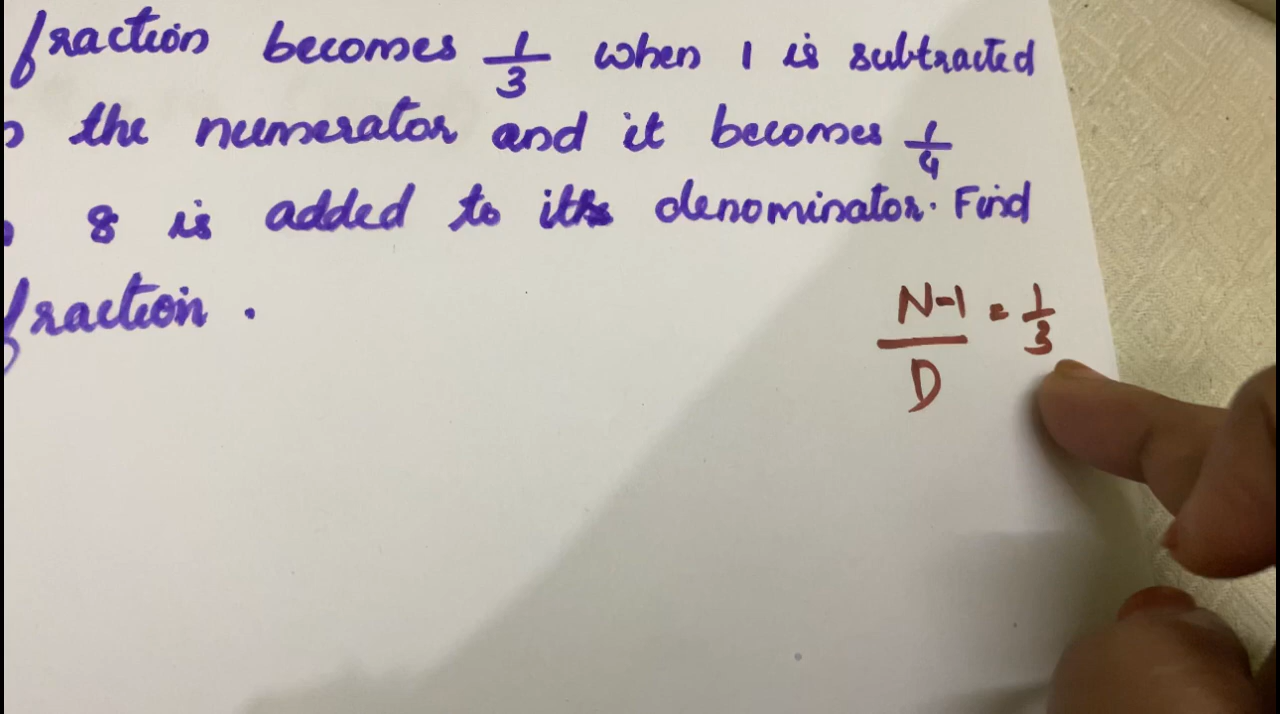 fraction becomes 1/3 when 1 is subtracted
the numerator and it becomes 1/4
8 is added to its denominator. Find
fraction.
N-1/D = 1/3